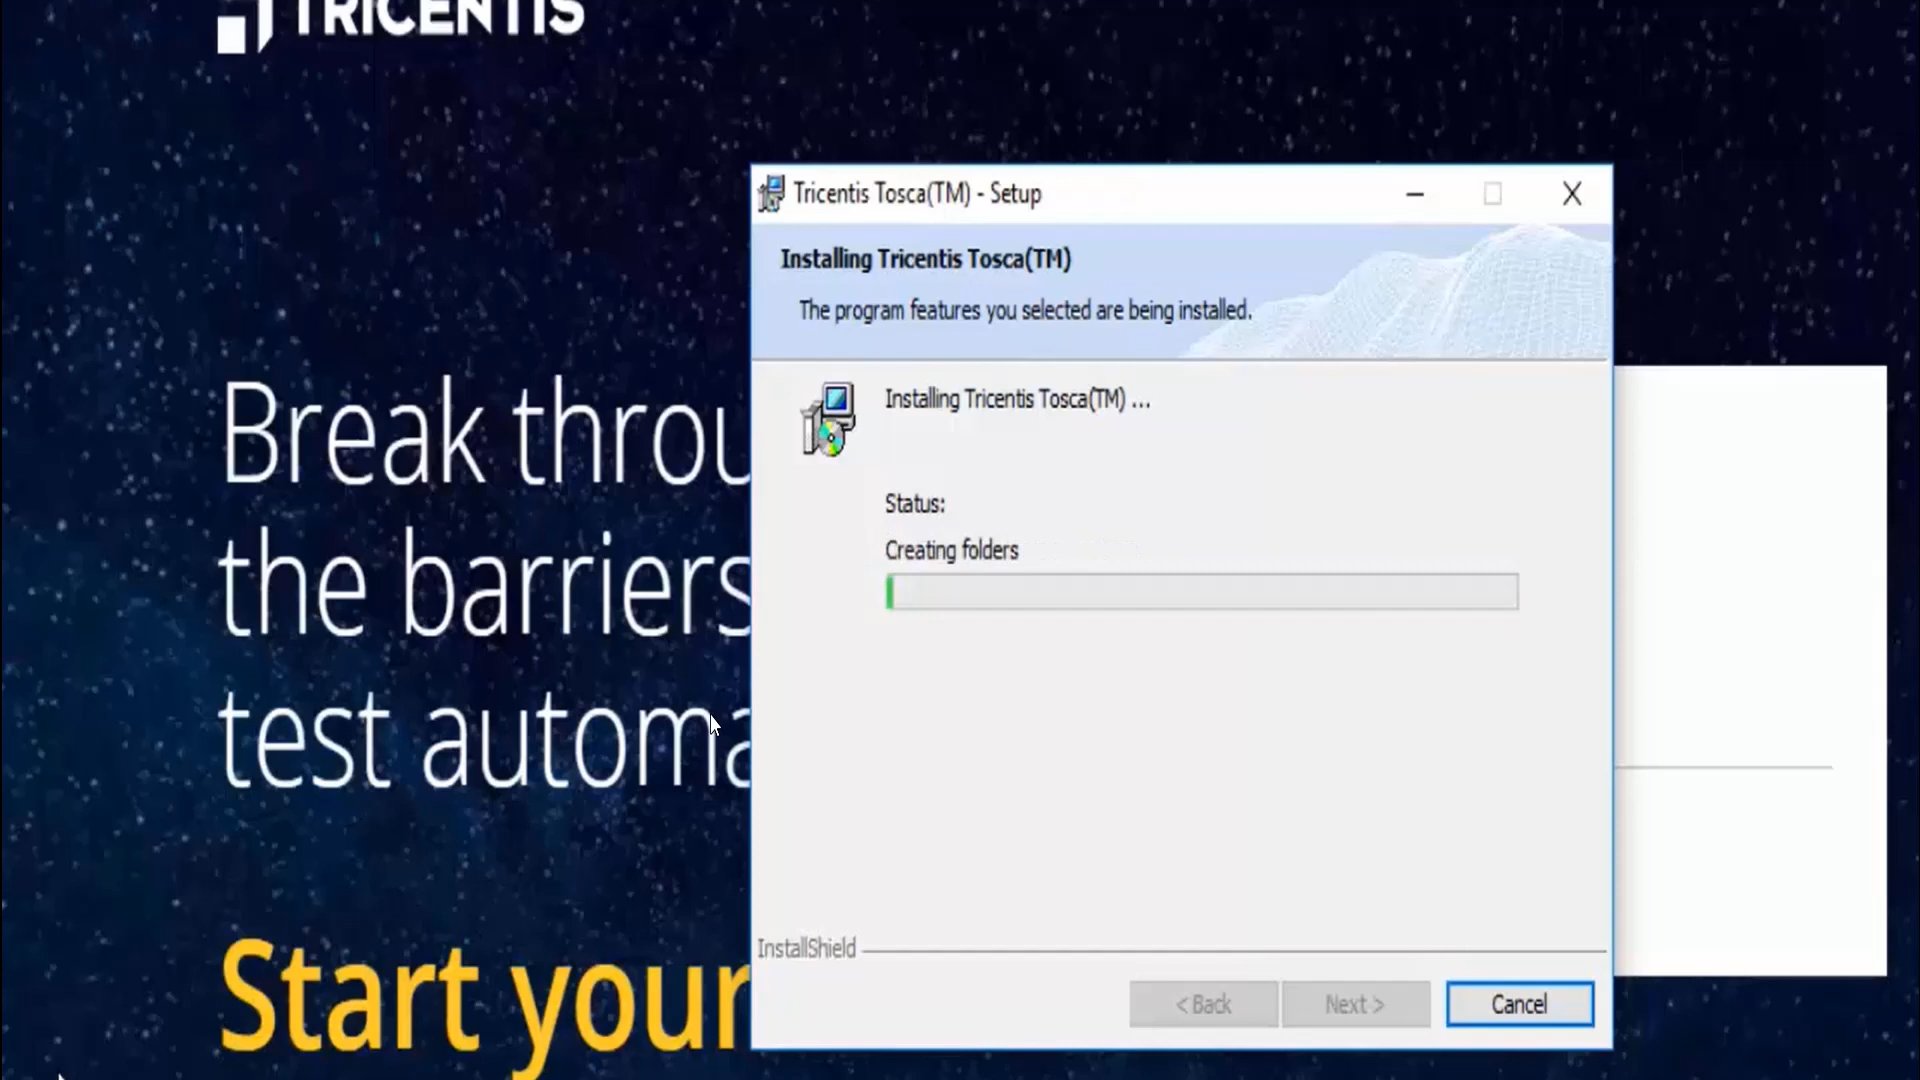 TRICENTIS
Tricentis Tosca(TM) - Setup
Installing Tricentis Tosca(TM)
The program features you selected are being installed.
Installing Tricentis Tosca(TM) ...
Status:
Creating folders
InstallShield
< Back
Next >
Cancel
Break throu
the barriers
test automa
Start your